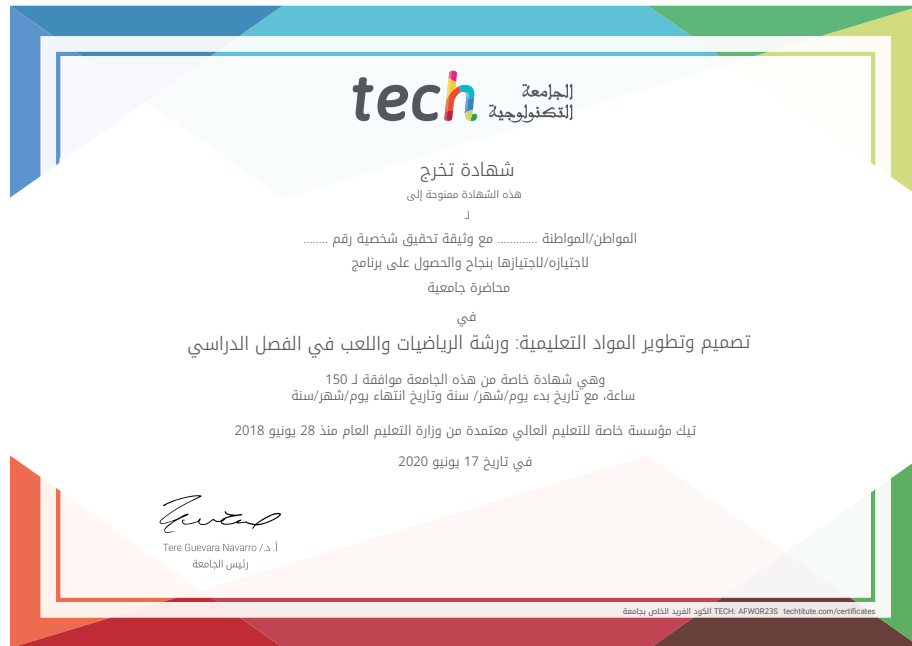 tech الجامعة
التكنولوجية
شهادة تخرج
هذه الشهادة ممنوحة إلى
لـ
المواطن/المواطنة ............ مع وثيقة تحقيق شخصية رقم ........
لاجتيازه/لاجتيازها بنجاح والحصول على برنامج
محاضرة جامعية
في
تصميم وتطوير المواد التعليمية: ورشة الرياضيات واللعب في الفصل الدراسي
وهي شهادة خاصة من هذه الجامعة موافقة لـ 150
ساعة، مع تاريخ بدء يوم/شهر/ سنة وتاريخ انتهاء يوم/شهر/سنة
تيك مؤسسة خاصة للتعليم العالي معتمدة من وزارة التعليم العام منذ 28 يونيو 2018
في تاريخ 17 يونيو 2020
أ.د./ Tere Guevara Navarro
رئيس الجامعة
الكود الفريد الخاص بجامعة TECH: AFWOR23S techtitute.com/certificates